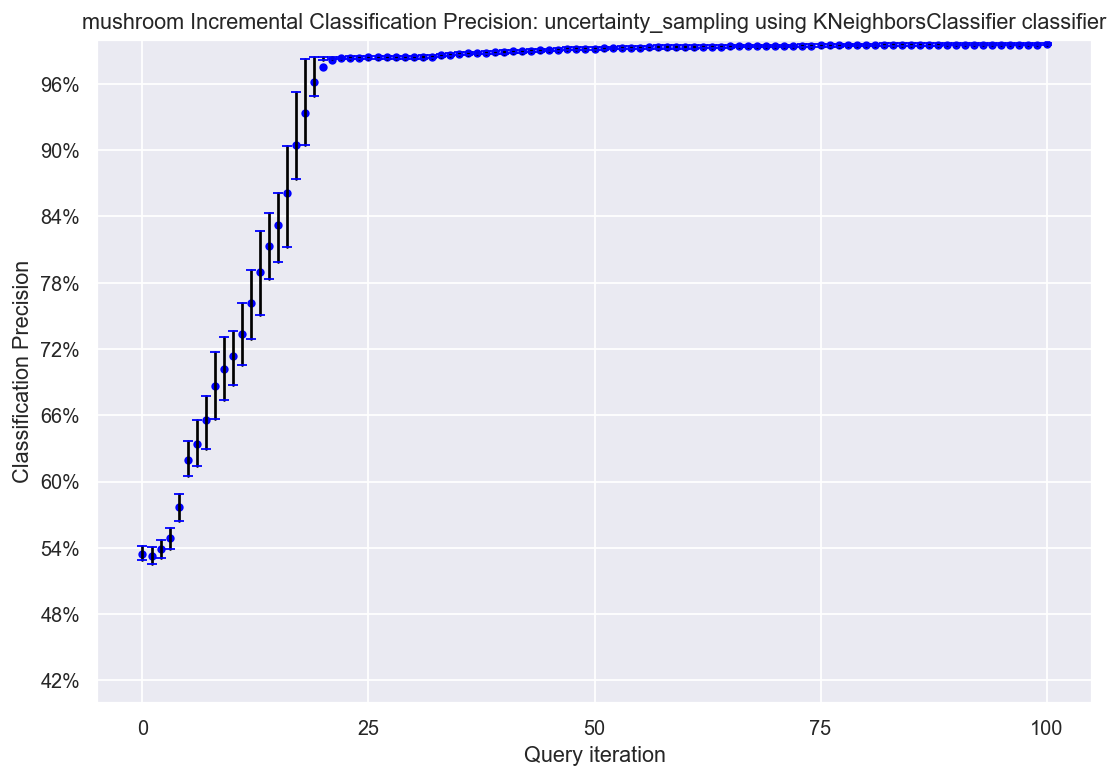 mushroom Incremental Classification Precision: uncertainty_sampling using KNeighborsClassifier classifier
Classification Precision
96%
90%
84%
78%
72%
66%
60%
54%
48%
42%
0 25 50 75 100
Query iteration